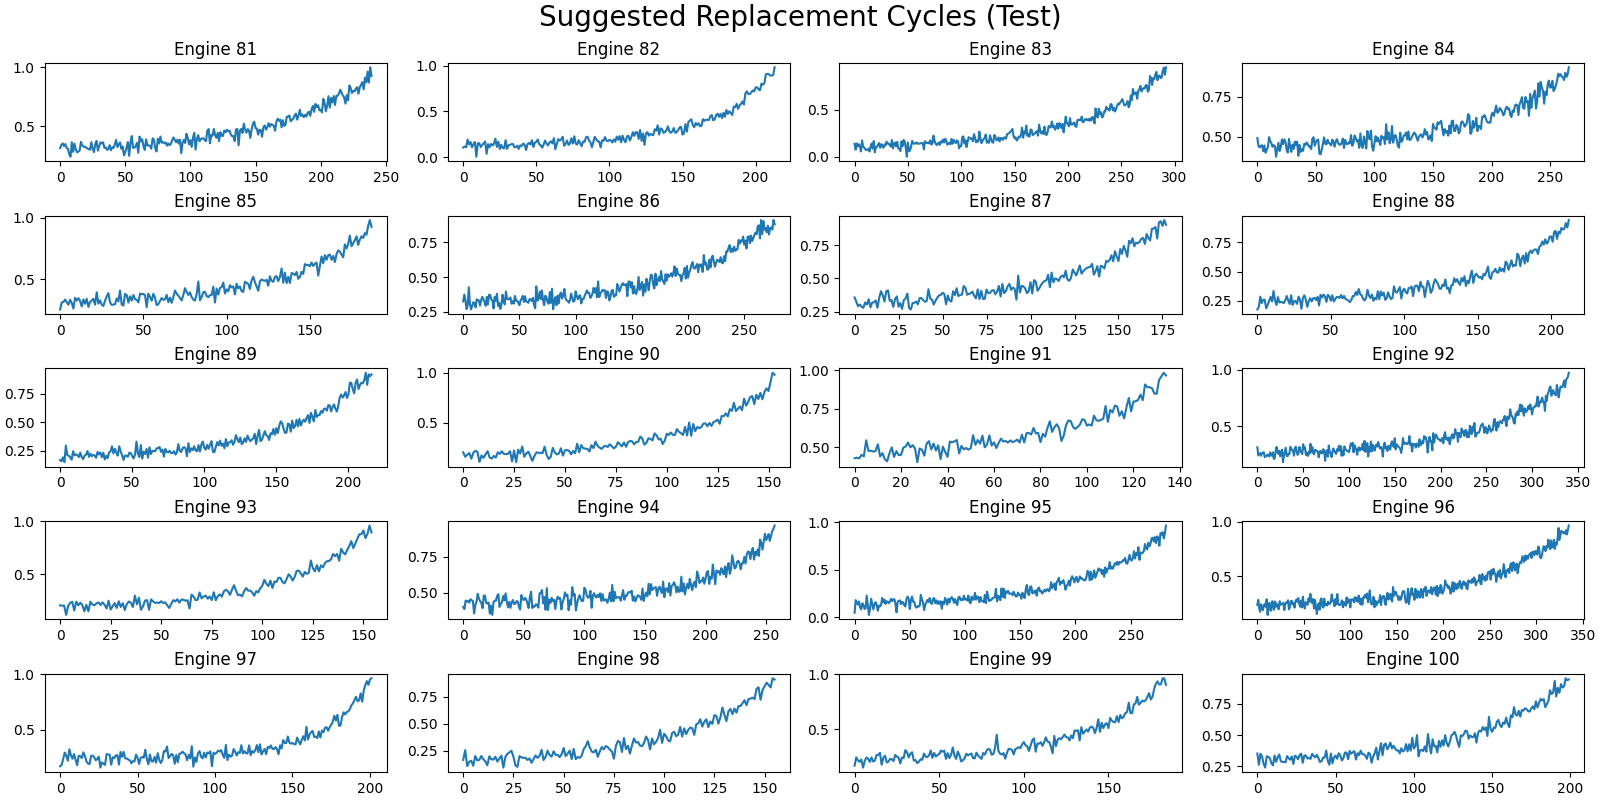 Suggested Replacement Cycles (Test)
Engine 81 Engine 82 Engine 83 Engine 84
1.0 1.0
0.5 0.5 0.5 0.75
0.0 0.0 0.50
0 50 100 150 200 250 0 50 100 150 200 0 50 100 150 200 250 300 0 50 100 150 200 250
Engine 85 Engine 86 Engine 87 Engine 88
1.0 0.75 0.75 0.75
0.5 0.50 0.50 0.50
0.25 0.25 0.25
0 50 100 150 0 50 100 150 200 250 0 25 50 75 100 125 150 175 0 50 100 150 200
Engine 89 Engine 90 Engine 91 Engine 92
0.75 1.0 1.00 1.0
0.50 0.5 0.75 0.5
0.25 0.50
0 50 100 150 200 0 25 50 75 100 125 150 0 20 40 60 80 100 120 140 0 50 100 150 200 250 300 350
Engine 93 Engine 94 Engine 95 Engine 96
1.0 0.75 1.0 1.0
0.5 0.50 0.5 0.5
0.0
0 25 50 75 100 125 150 0 50 100 150 200 250 0 50 100 150 200 250 0 50 100 150 200 250 300 350
Engine 97 Engine 98 Engine 99 Engine 100
1.0 0.75 1.0 0.75
0.5 0.50 0.5 0.50
0.25 0.25
0 50 100 150 200 0 25 50 75 100 125 150 0 50 100 150 0 50 100 150 200